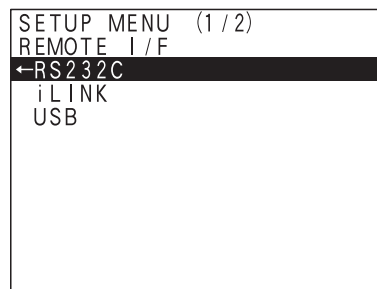 SETUP MENU (1/2)
REMOTE I/F
←RS232C
iLINK
USB